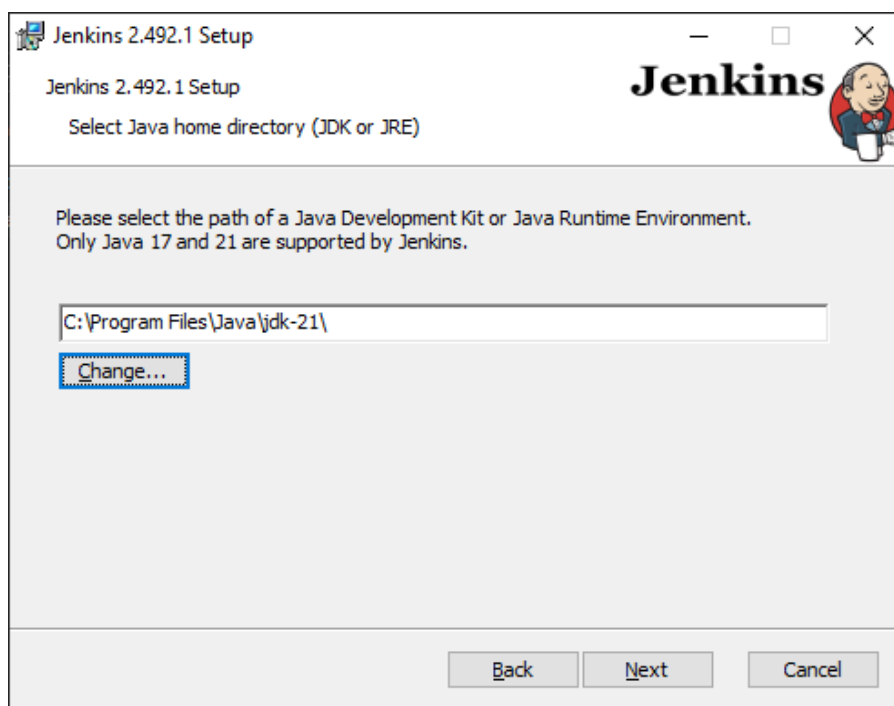 Jenkins 2.492.1 Setup
Jenkins 2.492.1 Setup
Jenkins
Select Java home directory (JDK or JRE)
Please select the path of a Java Development Kit or Java Runtime Environment.
Only Java 17 and 21 are supported by Jenkins.
C:\Program Files\Java\jdk-21\
Change...
Back
Next
Cancel